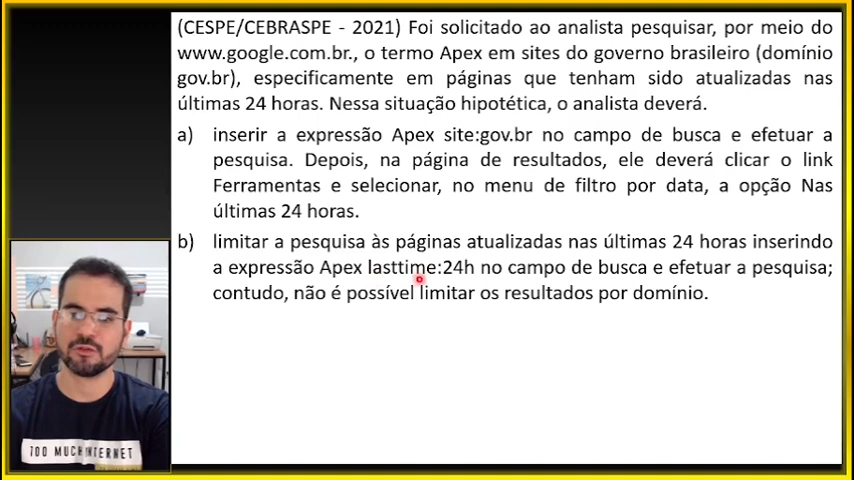 (CESPE/CEBRASPE - 2021) Foi solicitado ao analista pesquisar, por meio do
www.google.com.br., o termo Apex em sites do governo brasileiro (domínio
gov.br), especificamente em páginas que tenham sido atualizadas nas
últimas 24 horas. Nessa situação hipotética, o analista deverá.
a) inserir a expressão Apex site:gov.br no campo de busca e efetuar a
pesquisa. Depois, na página de resultados, ele deverá clicar o link
Ferramentas e selecionar, no menu de filtro por data, a opção Nas
últimas 24 horas.
b) limitar a pesquisa às páginas atualizadas nas últimas 24 horas inserindo
a expressão Apex lasttime:24h no campo de busca e efetuar a pesquisa;
contudo, não é possível limitar os resultados por domínio.
TOO MUCH INTERNET